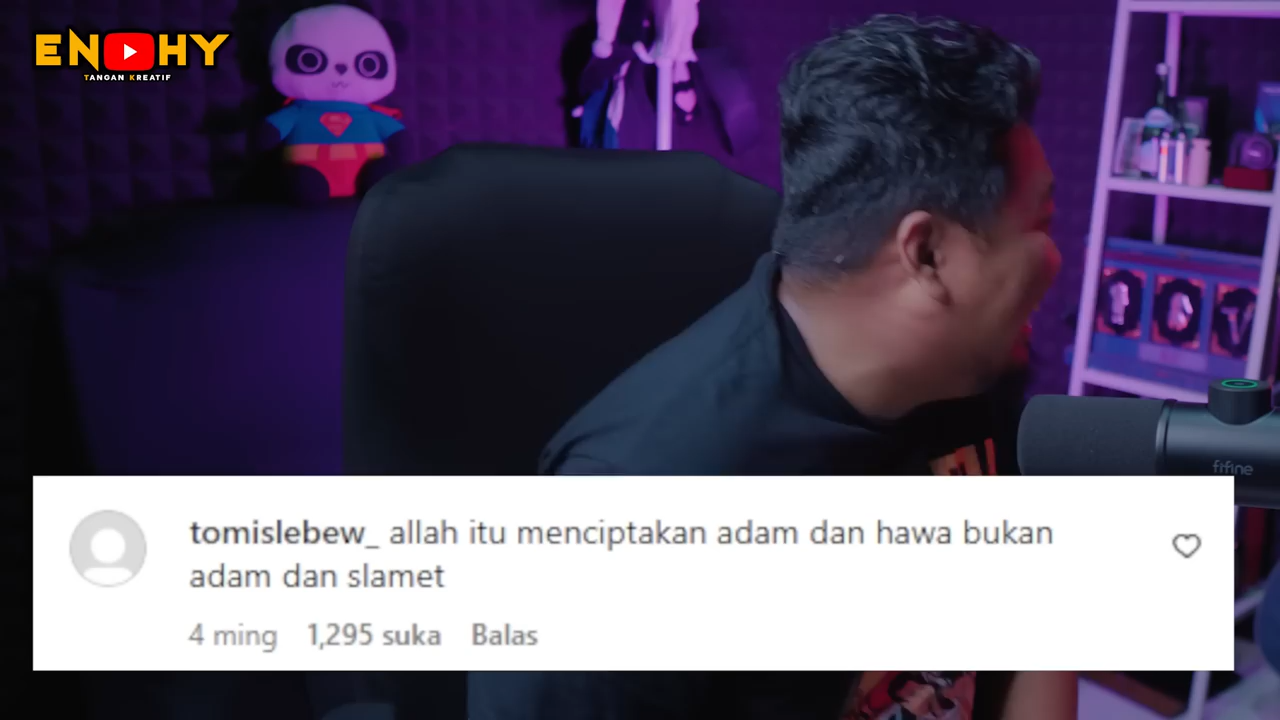 ENOHY
TANGAN KREATIF
fifine
tomislebew_ allah itu menciptakan adam dan hawa bukan
adam dan slamet
4 ming 1,295 suka Balas